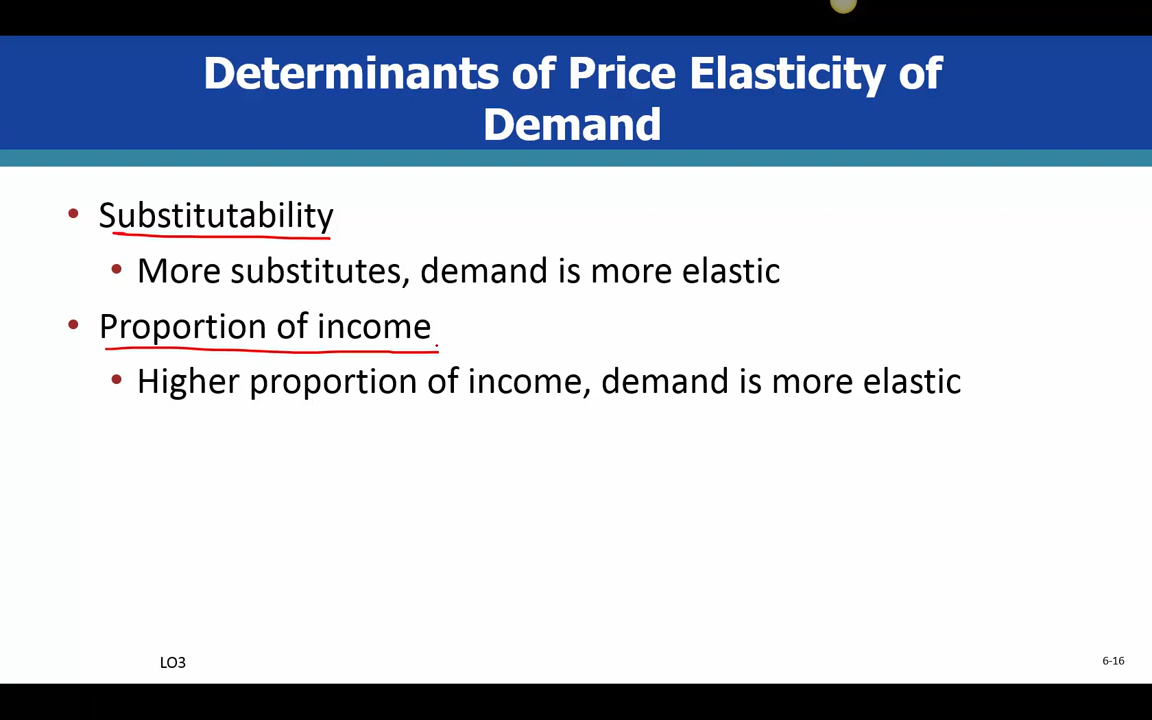 Determinants of Price Elasticity of
Demand
• Substitutability
• More substitutes, demand is more elastic
• Proportion of income
• Higher proportion of income, demand is more elastic
LO3
6-16